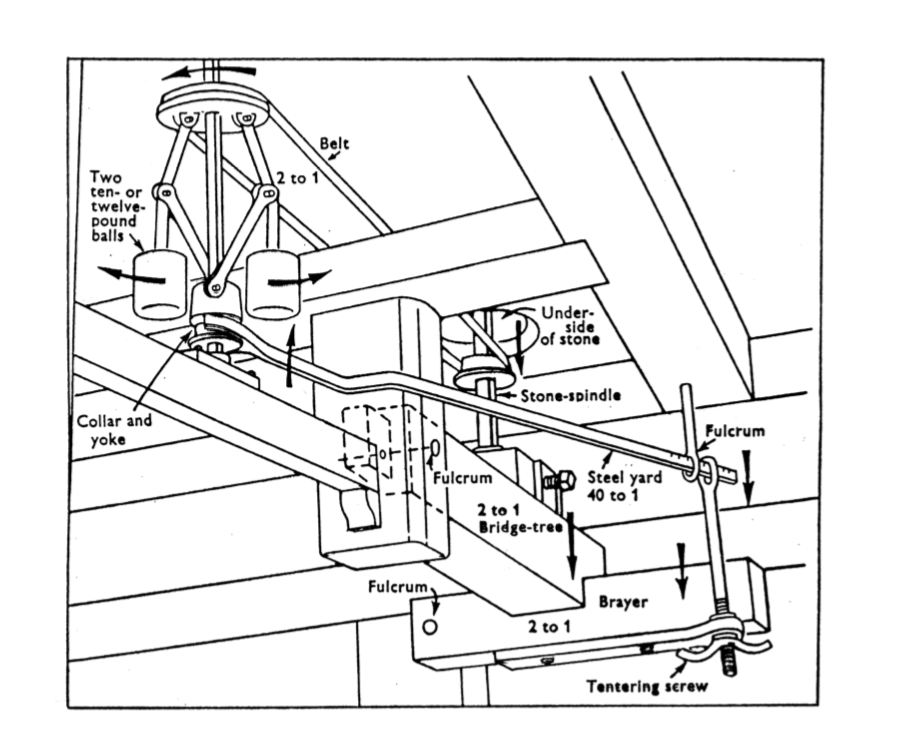 Belt
2 to 1
Two
ten- or
twelve-
pound
balls
Under-
side
of stone
Stone-spindle
Collar and
yoke
Fulcrum
Fulcrum
Steel yard
40 to 1
2 to 1
Bridge-tree
Fulcrum
Brayer
2 to 1
Tentering screw